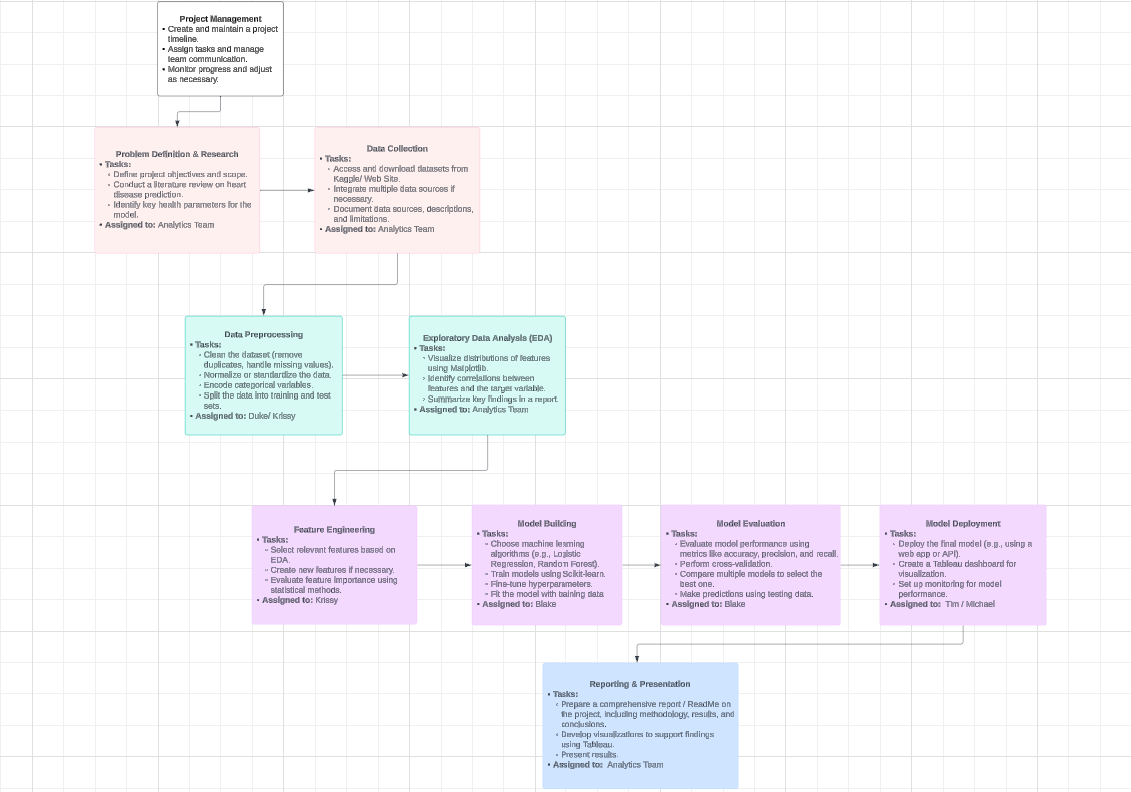 Project Management
• Create and maintain a project
timeline.
• Assign tasks and manage
team communication.
• Monitor progress and adjust
as necessary.
Problem Definition & Research
• Tasks:
◦ Define project objectives and scope.
◦ Conduct a literature review on heart
disease prediction.
◦ Identify key health parameters for the
model.
• Assigned to: Analytics Team
Data Collection
• Tasks:
◦ Access and download datasets from
Kaggle/ Web Site.
◦ Integrate multiple data sources if
necessary.
◦ Document data sources, descriptions,
and limitations.
• Assigned to: Analytics Team
Data Preprocessing
• Tasks:
◦ Clean the dataset (remove
duplicates, handle missing values).
◦ Normalize or standardize the data.
◦ Encode categorical variables.
◦ Split the data into training and test
sets.
• Assigned to: Duke/ Krissy
Exploratory Data Analysis (EDA)
• Tasks:
◦ Visualize distributions of features
using Matplotlib.
◦ Identify correlations between
features and the target variable.
◦ Summarize key findings in a report.
• Assigned to: Analytics Team
Feature Engineering
• Tasks:
◦ Select relevant features based on
EDA.
◦ Create new features if necessary.
◦ Evaluate feature importance using
statistical methods.
• Assigned to: Krissy
Model Building
• Tasks:
◦ Choose machine learning
algorithms (e.g., Logistic
Regression, Random Forest).
◦ Train models using Scikit-learn.
◦ Fine-tune hyperparameters.
◦ Fit the model with taining data
• Assigned to: Blake
Model Evaluation
• Tasks:
◦ Evaluate model performance using
metrics like accuracy, precision, and recall.
◦ Perform cross-validation.
◦ Compare multiple models to select the
best one.
◦ Make predictions using testing data.
• Assigned to: Blake
Model Deployment
• Tasks:
◦ Deploy the final model (e.g., using a
web app or API).
◦ Create a Tableau dashboard for
visualization.
◦ Set up monitoring for model
performance.
• Assigned to: Tim / Michael
Reporting & Presentation
• Tasks:
◦ Prepare a comprehensive report / ReadMe on
the project, including methodology, results, and
conclusions.
◦ Develop visualizations to support findings
using Tableau.
◦ Present results.
• Assigned to: Analytics Team